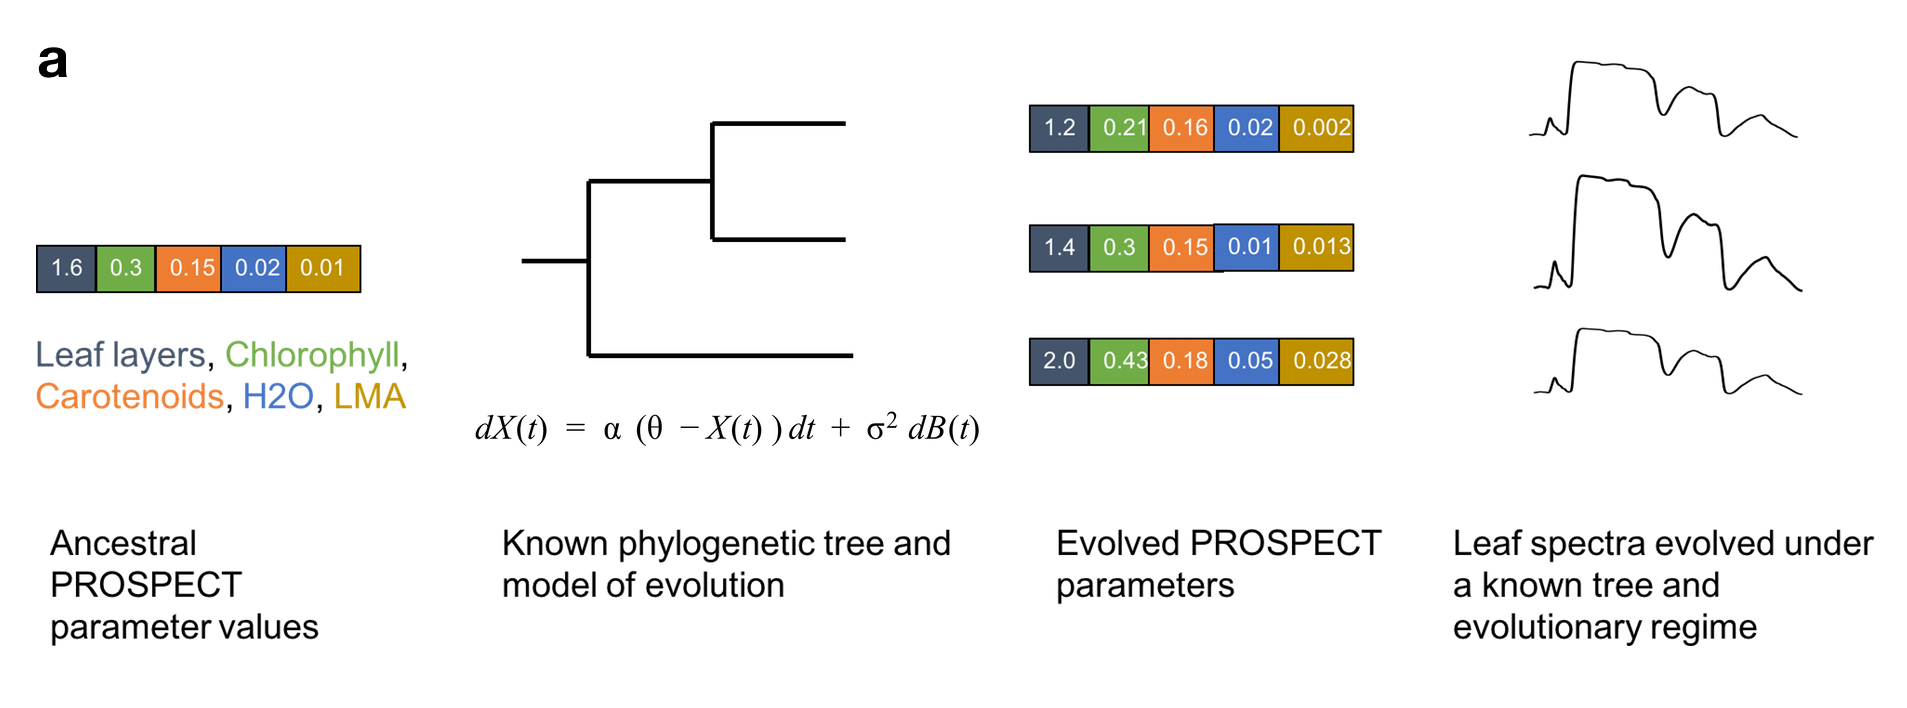 a
1.6 0.3 0.15 0.02 0.01
Leaf layers, Chlorophyll,
Carotenoids, H2O, LMA
dX(t) = α (θ − X(t) ) dt + σ² dB(t)
1.2 0.21 0.16 0.02 0.002
1.4 0.3 0.15 0.01 0.013
2.0 0.43 0.18 0.05 0.028
Ancestral
PROSPECT
parameter values
Known phylogenetic tree and
model of evolution
Evolved PROSPECT
parameters
Leaf spectra evolved under
a known tree and
evolutionary regime